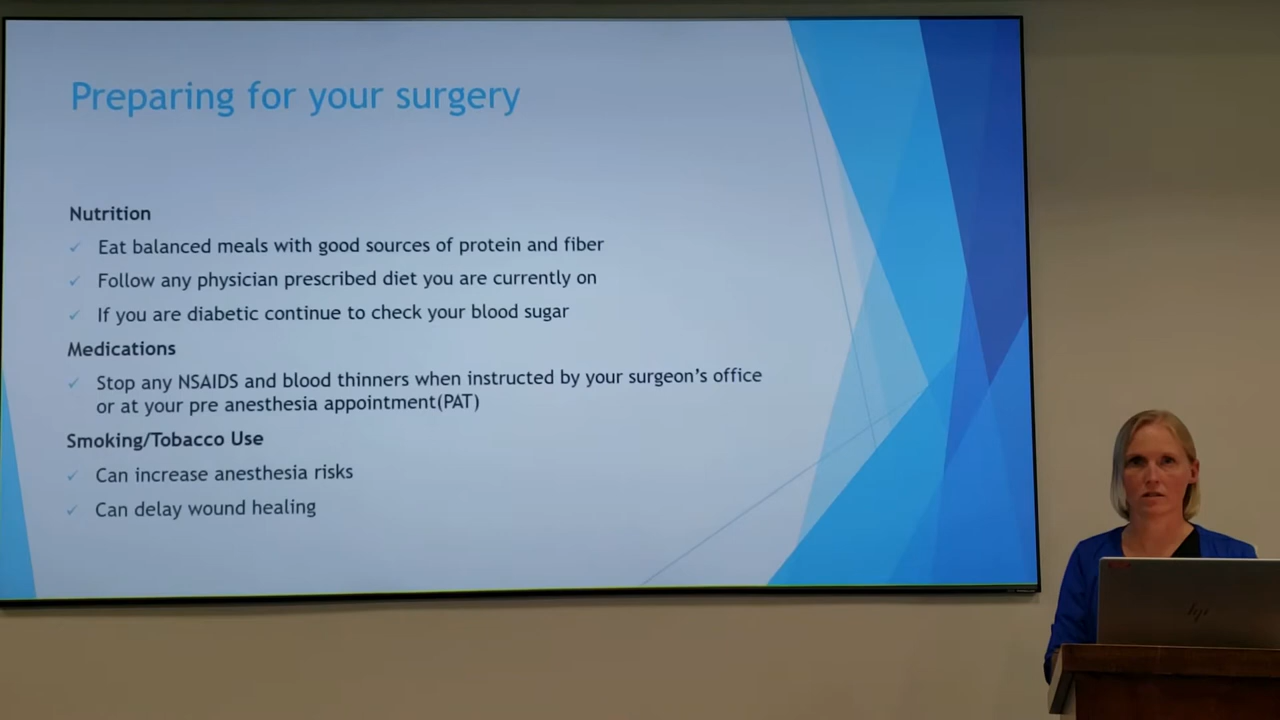 Preparing for your surgery
Nutrition
Eat balanced meals with good sources of protein and fiber
Follow any physician prescribed diet you are currently on
If you are diabetic continue to check your blood sugar
Medications
Stop any NSAIDS and blood thinners when instructed by your surgeon's office
or at your pre anesthesia appointment(PAT)
Smoking/Tobacco Use
Can increase anesthesia risks
Can delay wound healing
hp